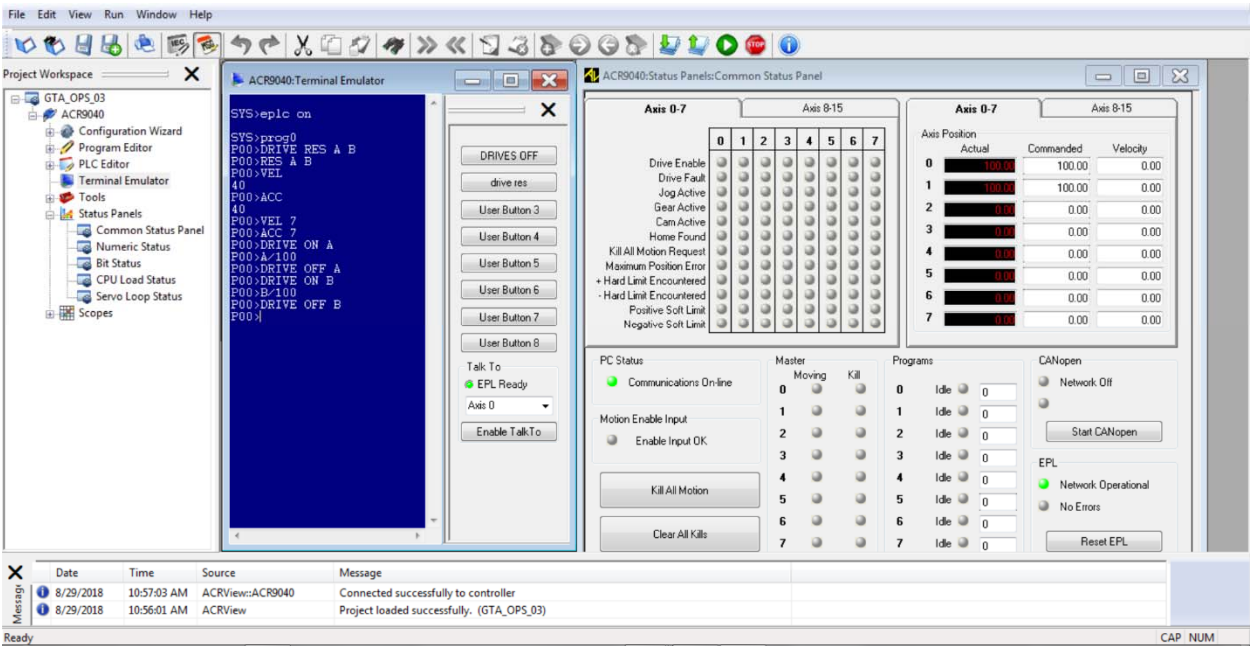 File Edit View Run Window Help
Project Workspace
GTA_OPS_03
ACR9040
Configuration Wizard
Program Editor
PLC Editor
Terminal Emulator
Tools
Status Panels
Common Status Panel
Numeric Status
Bit Status
CPU Load Status
Servo Loop Status
Scopes
ACR9040:Terminal Emulator
SYS>eplc on
SYS>prog0
P00>DRIVE RES A B
P00>RES A B
P00>VEL
40
P00>ACC
40
P00>VEL 7
P00>ACC 7
P00>DRIVE ON A
P00>A/100
P00>DRIVE OFF A
P00>DRIVE ON B
P00>B/100
P00>DRIVE OFF B
P00>
DRIVES OFF
drive res
User Button 3
User Button 4
User Button 5
User Button 6
User Button 7
User Button 8
Talk To
EPL Ready
Axis 0
Enable TalkTo
ACR9040:Status Panels:Common Status Panel
Axis 0-7 Axis 8-15
0 1 2 3 4 5 6 7
Drive Enable
Drive Fault
Jog Active
Gear Active
Cam Active
Home Found
Kill All Motion Request
Maximum Position Error
+ Hard Limit Encountered
- Hard Limit Encountered
Positive Soft Limit
Negative Soft Limit
Axis 0-7 Axis 8-15
Axis Position
Actual Commanded Velocity
0 100.00 100.00 0.00
1 100.00 100.00 0.00
2 0.00 0.00 0.00
3 0.00 0.00 0.00
4 0.00 0.00 0.00
5 0.00 0.00 0.00
6 0.00 0.00 0.00
7 0.00 0.00 0.00
PC Status
Communications On-line
Motion Enable Input
Enable Input OK
Kill All Motion
Clear All Kills
Master
Moving Kill
0
1
2
3
4
5
6
7
Programs
0 Idle 0
1 Idle 0
2 Idle 0
3 Idle 0
4 Idle 0
5 Idle 0
6 Idle 0
7 Idle 0
CANopen
Network Off
Start CANopen
EPL
Network Operational
No Errors
Reset EPL
Message
Date Time Source Message
8/29/2018 10:57:03 AM ACRView::ACR9040 Connected successfully to controller
8/29/2018 10:56:01 AM ACRView Project loaded successfully. (GTA_OPS_03)
Ready
CAP NUM